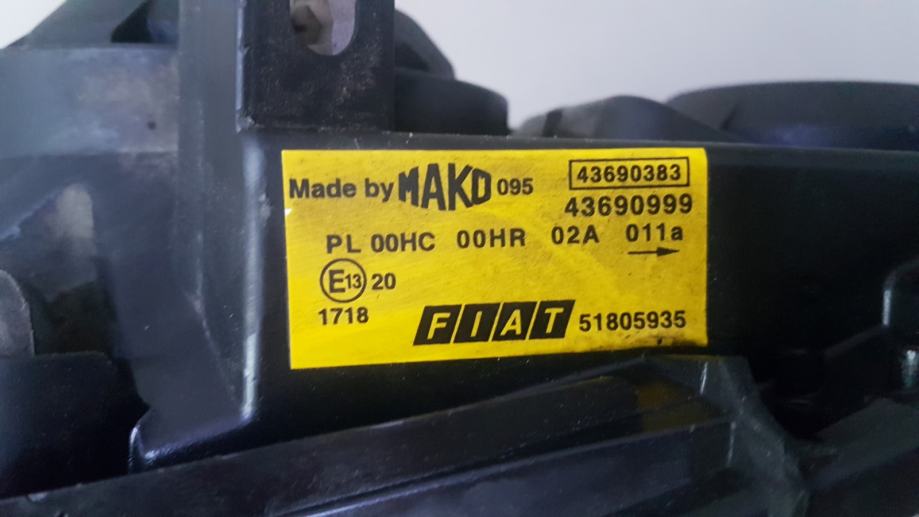 Made by MAKO 095 43690383
43690999
PL 00HC 00HR 02A 011a
E13 20
1718 FIAT 51805935